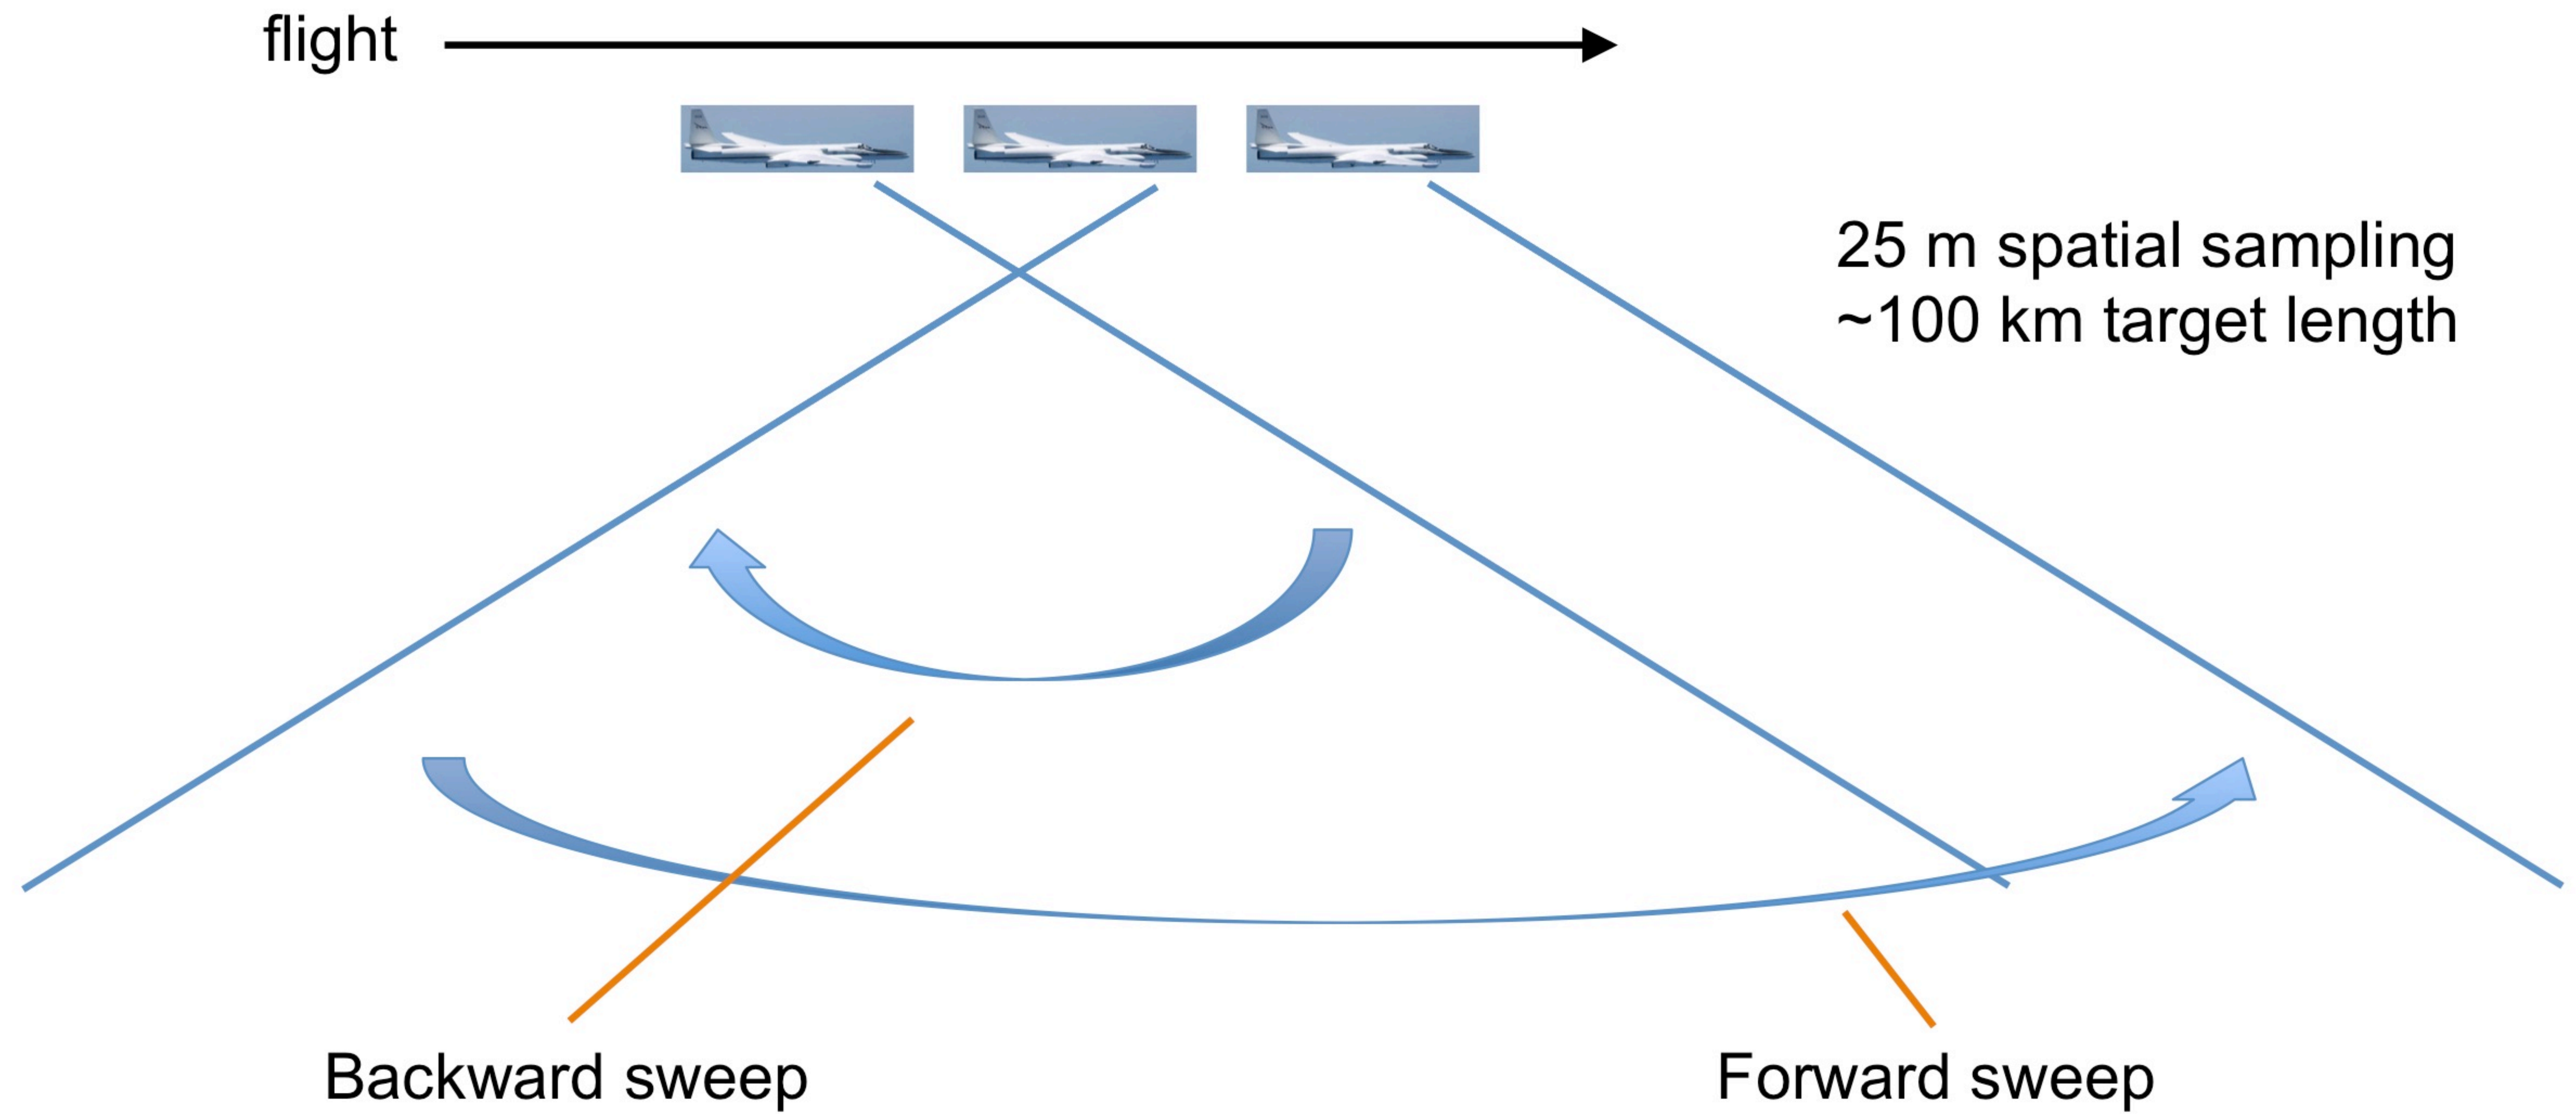 flight
25 m spatial sampling
~100 km target length
Backward sweep
Forward sweep